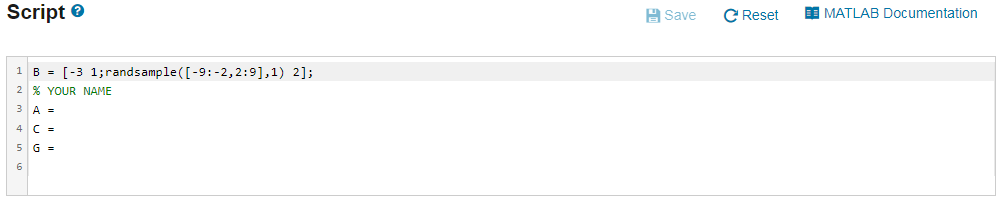 Script
Save Reset MATLAB Documentation
1 B = [-3 1;randsample([-9:-2,2:9],1) 2];
2 % YOUR NAME
3 A =
4 C =
5 G =
6